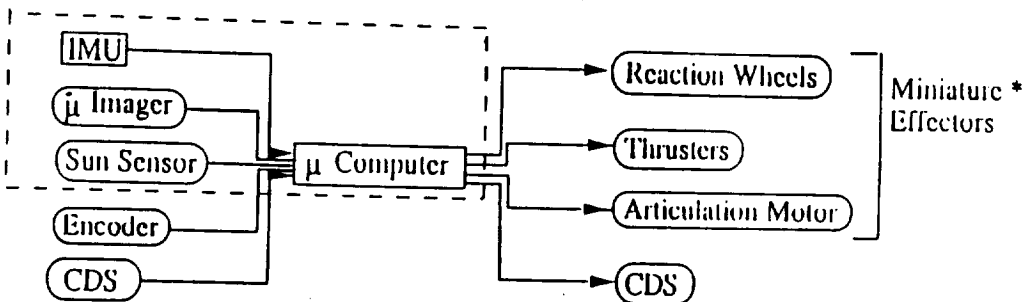 IMU
μ Imager
Sun Sensor
Encoder
CDS
μ Computer
Reaction Wheels
Thrusters
Articulation Motor
CDS
Miniature *
Effectors